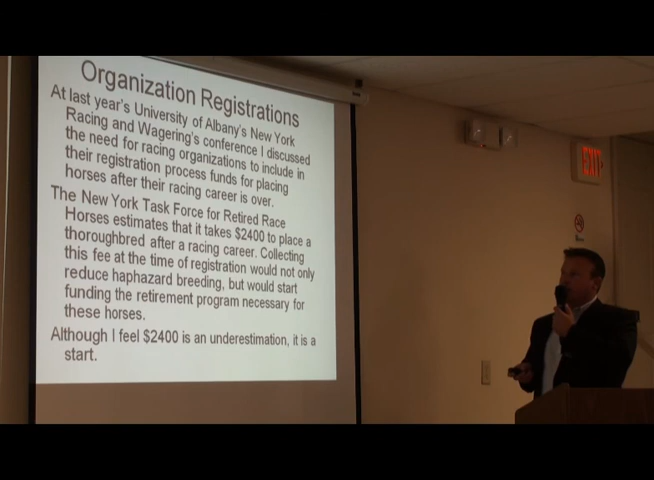 Organization Registrations
At last year's University of Albany's New York
Racing and Wagering's conference I discussed
the need for racing organizations to include in
their registration process funds for placing
horses after their racing career is over.
The New York Task Force for Retired Race
Horses estimates that it takes $2400 to place a
thoroughbred after a racing career. Collecting
this fee at the time of registration would not only
reduce haphazard breeding, but would start
funding the retirement program necessary for
these horses.
Although I feel $2400 is an underestimation, it is a
start.
EXIT